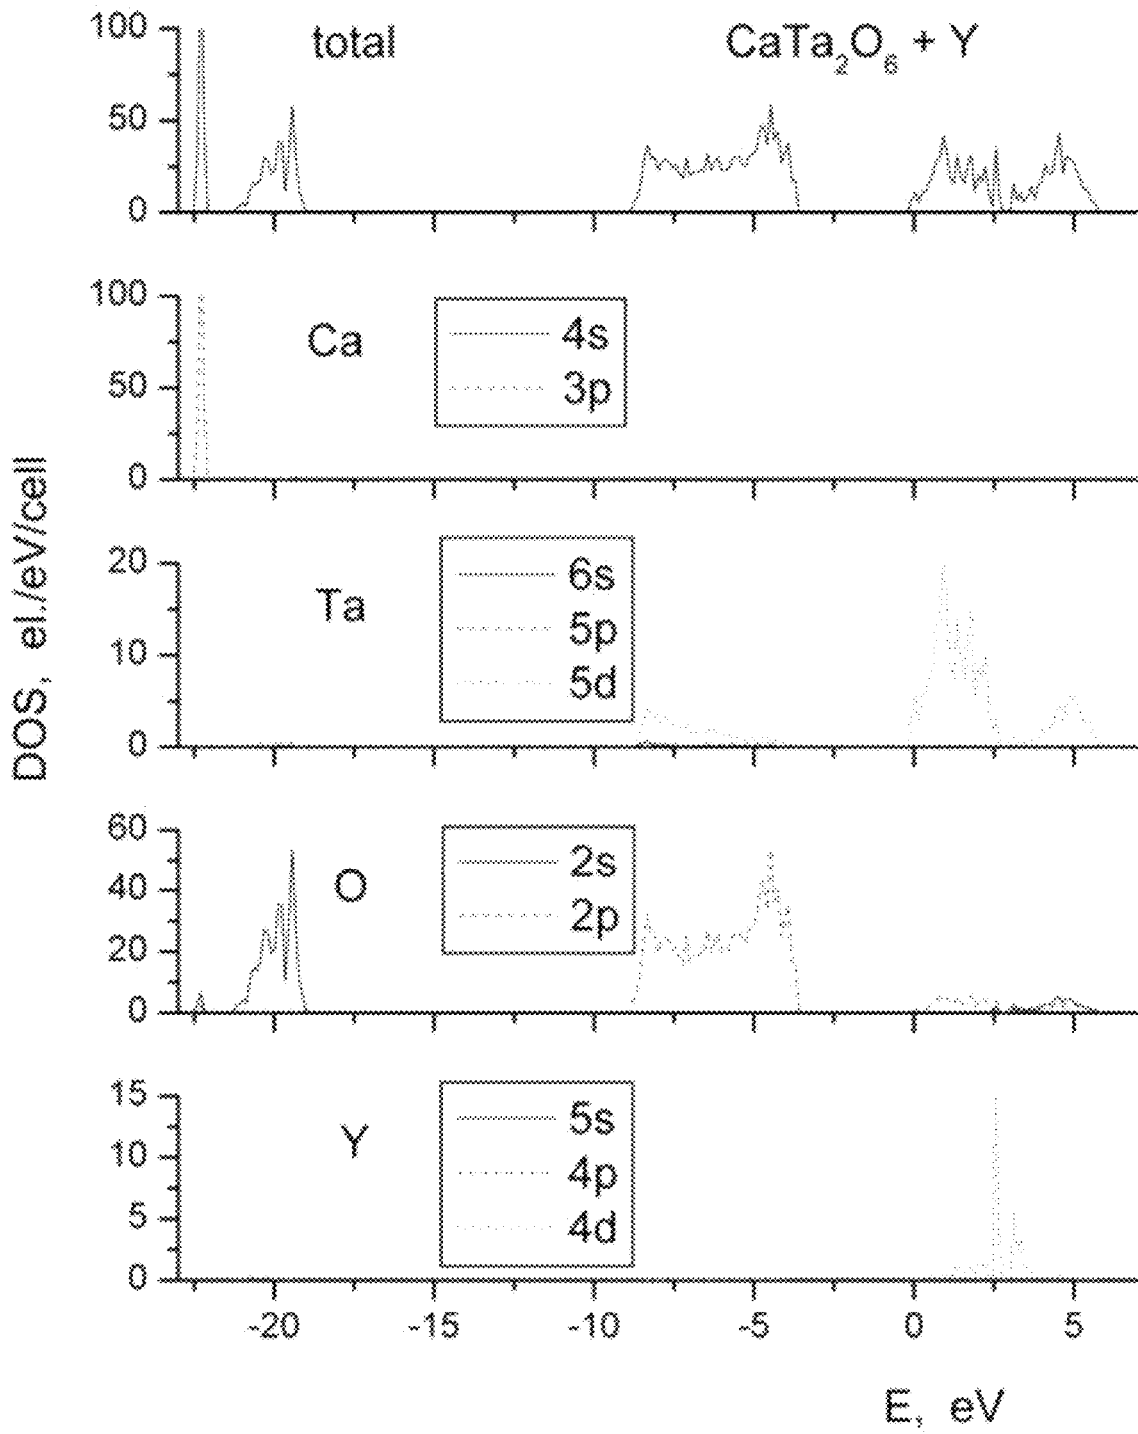 total CaTa₂O₆ + Y
100
50
0
Ca
4s
3p
100
50
0
Ta
6s
5p
5d
20
10
0
O
2s
2p
60
40
20
0
Y
5s
4p
4d
15
10
5
0
-20 -15 -10 -5 0 5
E, eV
DOS, el./eV/cell